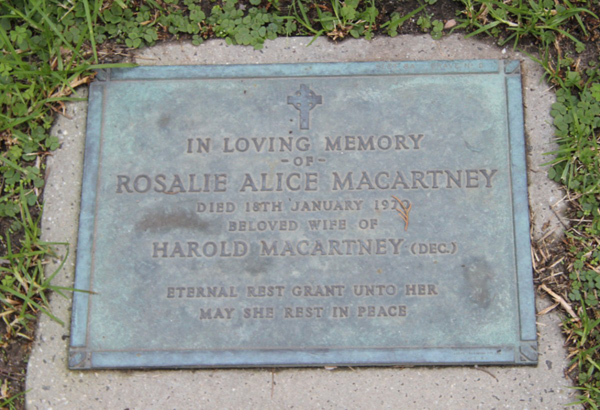 IN LOVING MEMORY
-OF-
ROSALIE ALICE MACARTNEY
DIED 18TH JANUARY 1970
BELOVED WIFE OF
HAROLD MACARTNEY (DEC.)
ETERNAL REST GRANT UNTO HER
MAY SHE REST IN PEACE